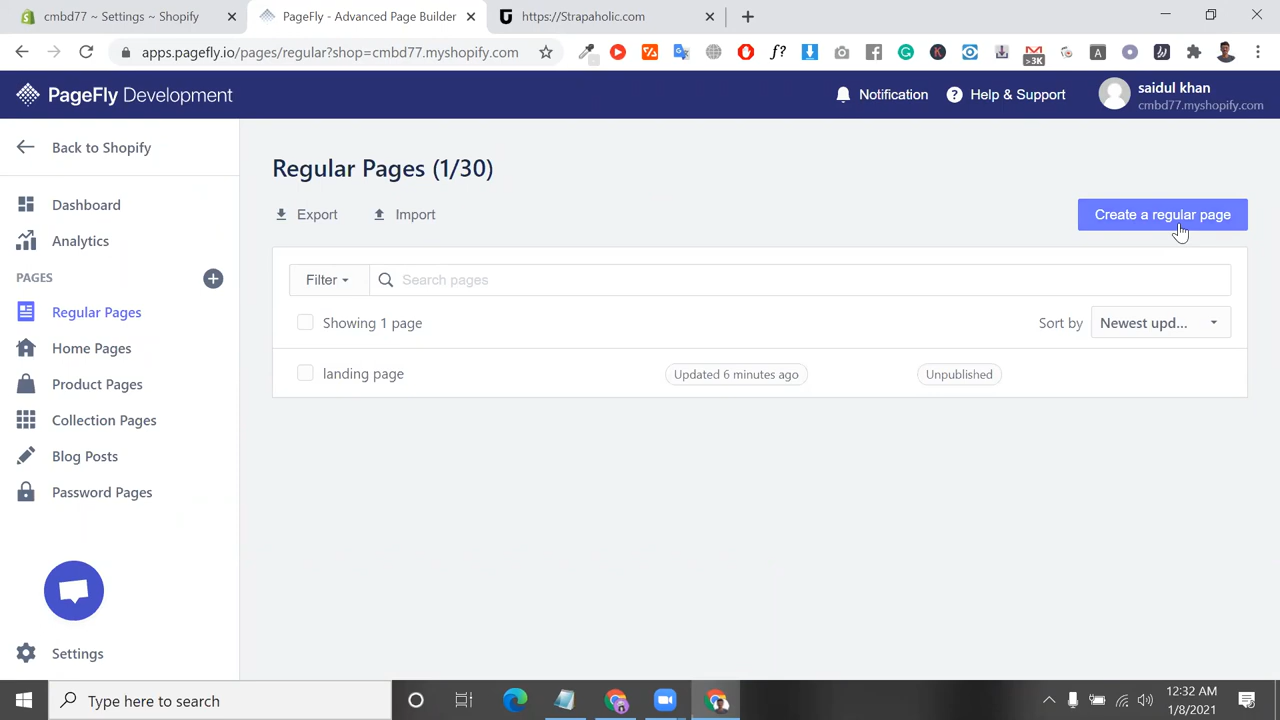 cmbd77 ~ Settings ~ Shopify
PageFly - Advanced Page Builder
https://Strapaholic.com
apps.pagefly.io/pages/regular?shop=cmbd77.myshopify.com
>3K
PageFly Development
Notification
Help & Support
saidul khan
cmbd77.myshopify.com
Back to Shopify
Dashboard
Analytics
PAGES
Regular Pages
Home Pages
Product Pages
Collection Pages
Blog Posts
Password Pages
Settings
Regular Pages (1/30)
Export
Import
Create a regular page
Filter
Search pages
Showing 1 page
Sort by
Newest upd...
landing page
Updated 6 minutes ago
Unpublished
Type here to search
12:32 AM
1/8/2021